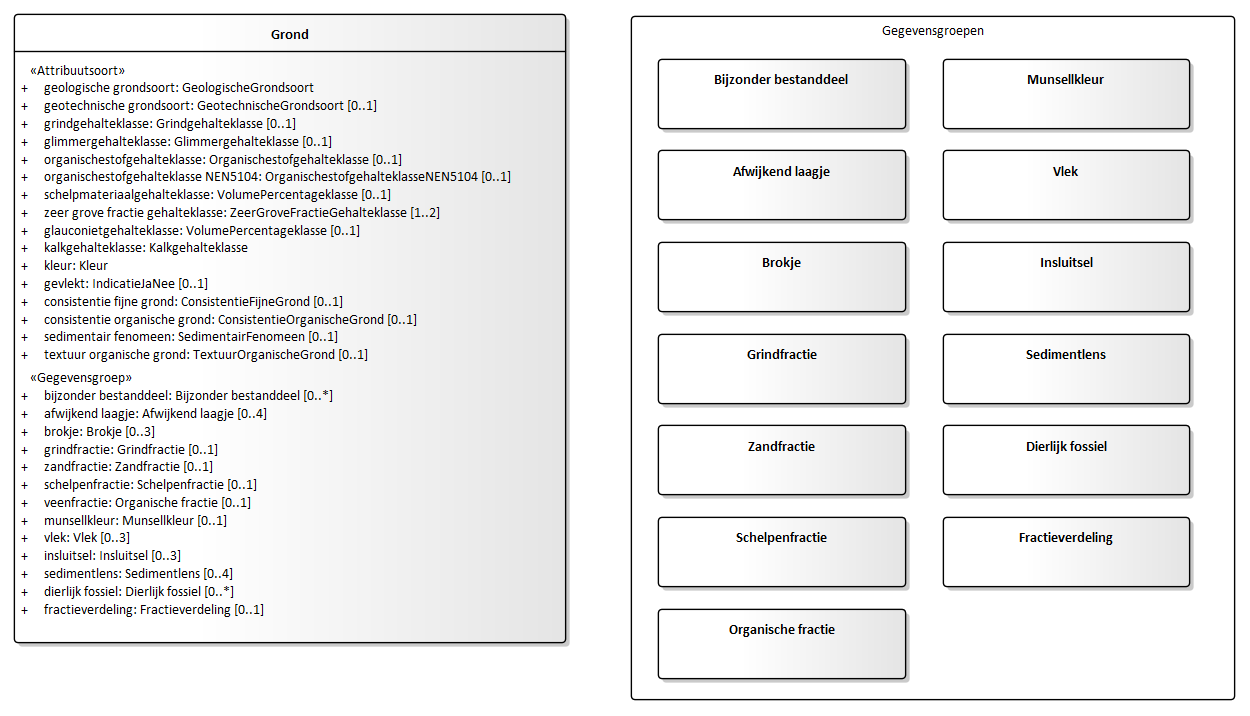 Grond
«Attribuutsoort»
+ geologische grondsoort: GeologischeGrondsoort
+ geotechnische grondsoort: GeotechnischeGrondsoort [0..1]
+ grindgehalteklasse: Grindgehalteklasse [0..1]
+ glimmergehalteklasse: Glimmergehalteklasse [0..1]
+ organischestofgehalteklasse: Organischestofgehalteklasse [0..1]
+ organischestofgehalteklasse NEN5104: OrganischestofgehalteklasseNEN5104 [0..1]
+ schelpmateriaalgehalteklasse: VolumePercentageklasse [0..1]
+ zeer grove fractie gehalteklasse: ZeerGroveFractieGehalteklasse [1..2]
+ glauconietgehalteklasse: VolumePercentageklasse [0..1]
+ kalkgehalteklasse: Kalkgehalteklasse
+ kleur: Kleur
+ gevlekt: IndicatieJaNee [0..1]
+ consistentie fijne grond: ConsistentieFijneGrond [0..1]
+ consistentie organische grond: ConsistentieOrganischeGrond [0..1]
+ sedimentair fenomeen: SedimentairFenomeen [0..1]
+ textuur organische grond: TextuurOrganischeGrond [0..1]
«Gegevensgroep»
+ bijzonder bestanddeel: Bijzonder bestanddeel [0..*]
+ afwijkend laagje: Afwijkend laagje [0..4]
+ brokje: Brokje [0..3]
+ grindfractie: Grindfractie [0..1]
+ zandfractie: Zandfractie [0..1]
+ schelpenfractie: Schelpenfractie [0..1]
+ veenfractie: Organische fractie [0..1]
+ munsellkleur: Munsellkleur [0..1]
+ vlek: Vlek [0..3]
+ insluitsel: Insluitsel [0..3]
+ sedimentlens: Sedimentlens [0..4]
+ dierlijk fossiel: Dierlijk fossiel [0..*]
+ fractieverdeling: Fractieverdeling [0..1]
Gegevensgroepen
Bijzonder bestanddeel
Munsellkleur
Afwijkend laagje
Vlek
Brokje
Insluitsel
Grindfractie
Sedimentlens
Zandfractie
Dierlijk fossiel
Schelpenfractie
Fractieverdeling
Organische fractie